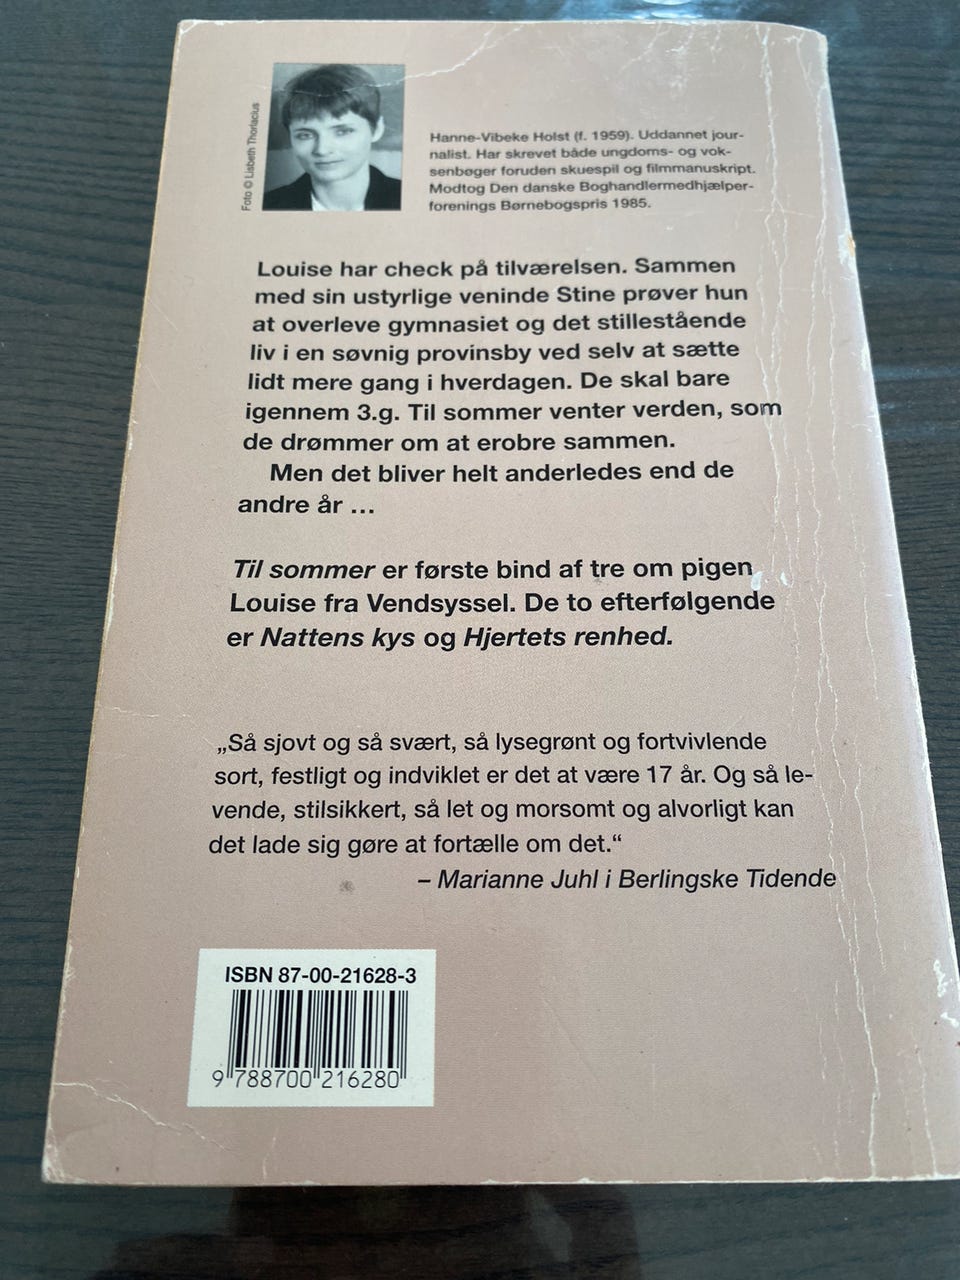 Foto © Lisbeth Thorlacius
Hanne-Vibeke Holst (f. 1959). Uddannet jour-
nalist. Har skrevet både ungdoms- og vok-
senbøger foruden skuespil og filmmanuskript.
Modtog Den danske Boghandlermedhjælper-
forenings Børnebogspris 1985.
Louise har check på tilværelsen. Sammen
med sin ustyrlige veninde Stine prøver hun
at overleve gymnasiet og det stillestående
liv i en søvnig provinsby ved selv at sætte
lidt mere gang i hverdagen. De skal bare
igennem 3.g. Til sommer venter verden, som
de drømmer om at erobre sammen.
Men det bliver helt anderledes end de
andre år ...
Til sommer er første bind af tre om pigen
Louise fra Vendsyssel. De to efterfølgende
er Nattens kys og Hjertets renhed.
„Så sjovt og så svært, så lysegrønt og fortvivlende
sort, festligt og indviklet er det at være 17 år. Og så le-
vende, stilsikkert, så let og morsomt og alvorligt kan
det lade sig gøre at fortælle om det.“
– Marianne Juhl i Berlingske Tidende
ISBN 87-00-21628-3
9 788700 216280